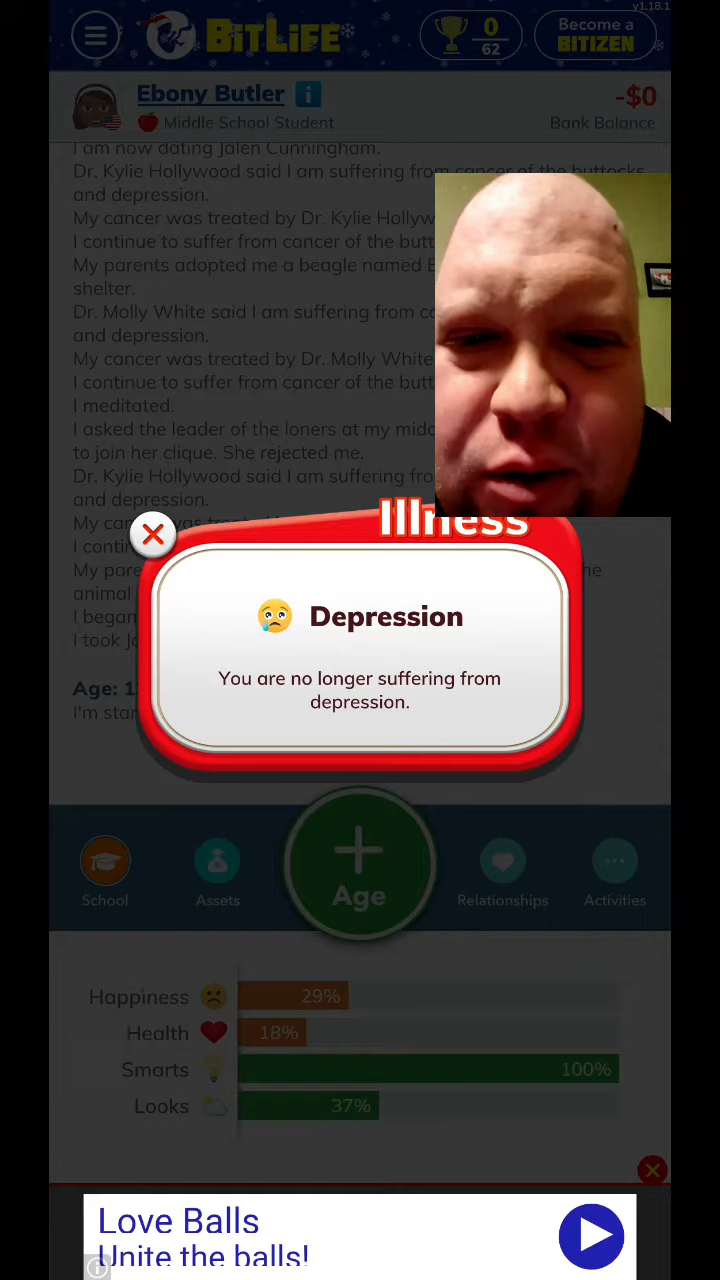 v1.18.1
BITLIFE
0
62
Become a
BITIZEN
Ebony Butler i
-$0
Middle School Student
Bank Balance
I am now dating Jalen Cunningham.
Dr. Kylie Hollywood said I am suffering from cancer of the buttocks
and depression.
My cancer was treated by Dr. Kylie
I continue to suffer from cancer of the
My parents adopted me a beagle named
shelter.
Dr. Molly White said I am suffering from
and depression.
My cancer was treated by Dr. Molly White
I continue to suffer from cancer of the
I meditated.
I asked the leader of the loners at my
to join her clique. She rejected me.
Dr. Kylie Hollywood said I am suffering
and depression.
My was
I
My he
animal
I began
I took
Age:
I'm
Illness
Depression
You are no longer suffering from
depression.
+
Age
School
Assets
Relationships
Activities
Happiness 29%
Health 18%
Smarts 100%
Looks 37%
Love Balls
Unite the balls!